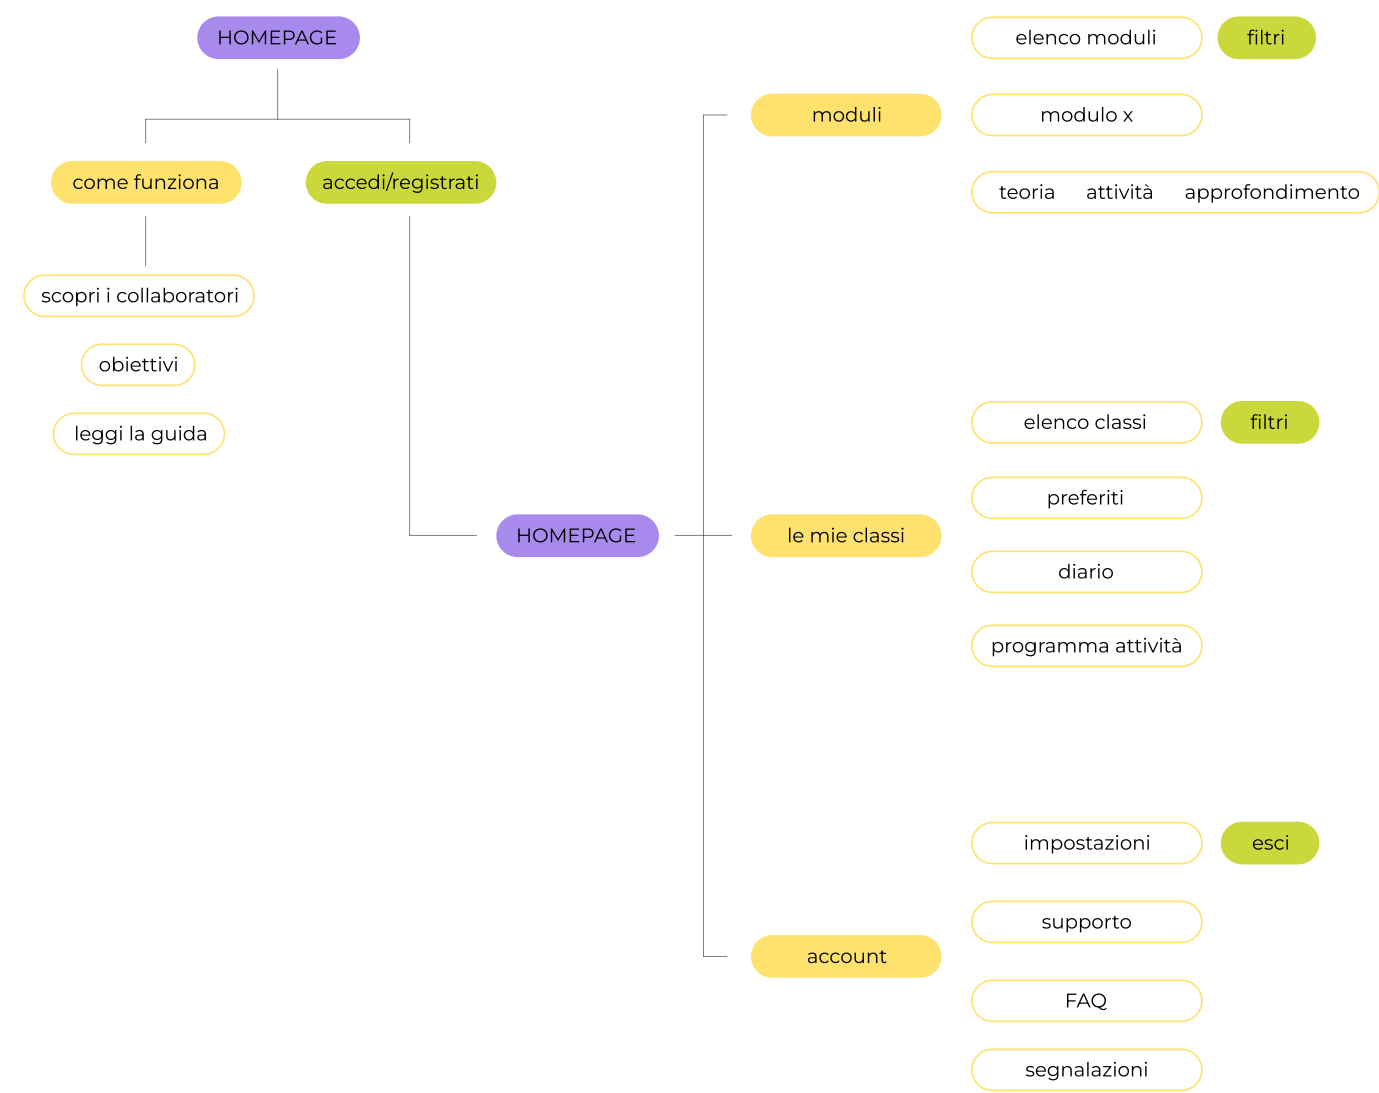 HOMEPAGE
come funziona
accedi/registrati
scopri i collaboratori
obiettivi
leggi la guida
HOMEPAGE
moduli
elenco moduli
filtri
modulo x
teoria attività approfondimento
le mie classi
elenco classi
filtri
preferiti
diario
programma attività
account
impostazioni
esci
supporto
FAQ
segnalazioni